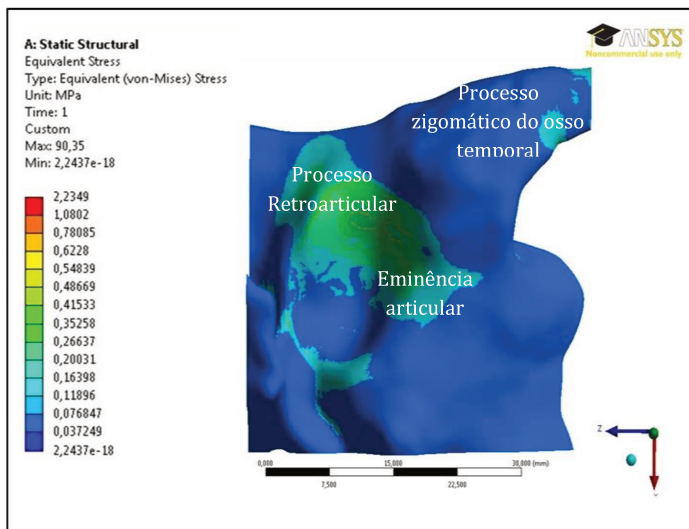 A: Static Structural
Equivalent Stress
Type: Equivalent (von-Mises) Stress
Unit: MPa
Time: 1
Custom
Max: 90,35
Min: 2,2437e-18
2,2349
1,0802
0,78085
0,6228
0,54839
0,48669
0,41533
0,35258
0,26637
0,20031
0,16398
0,11896
0,076847
0,037249
2,2437e-18
ANSYS
Noncommercial use only
Processo
zigomático do osso
temporal
Processo
Retroarticular
Eminência
articular
0,000
15,000
30,000 (mm)
7,500
22,500
Z